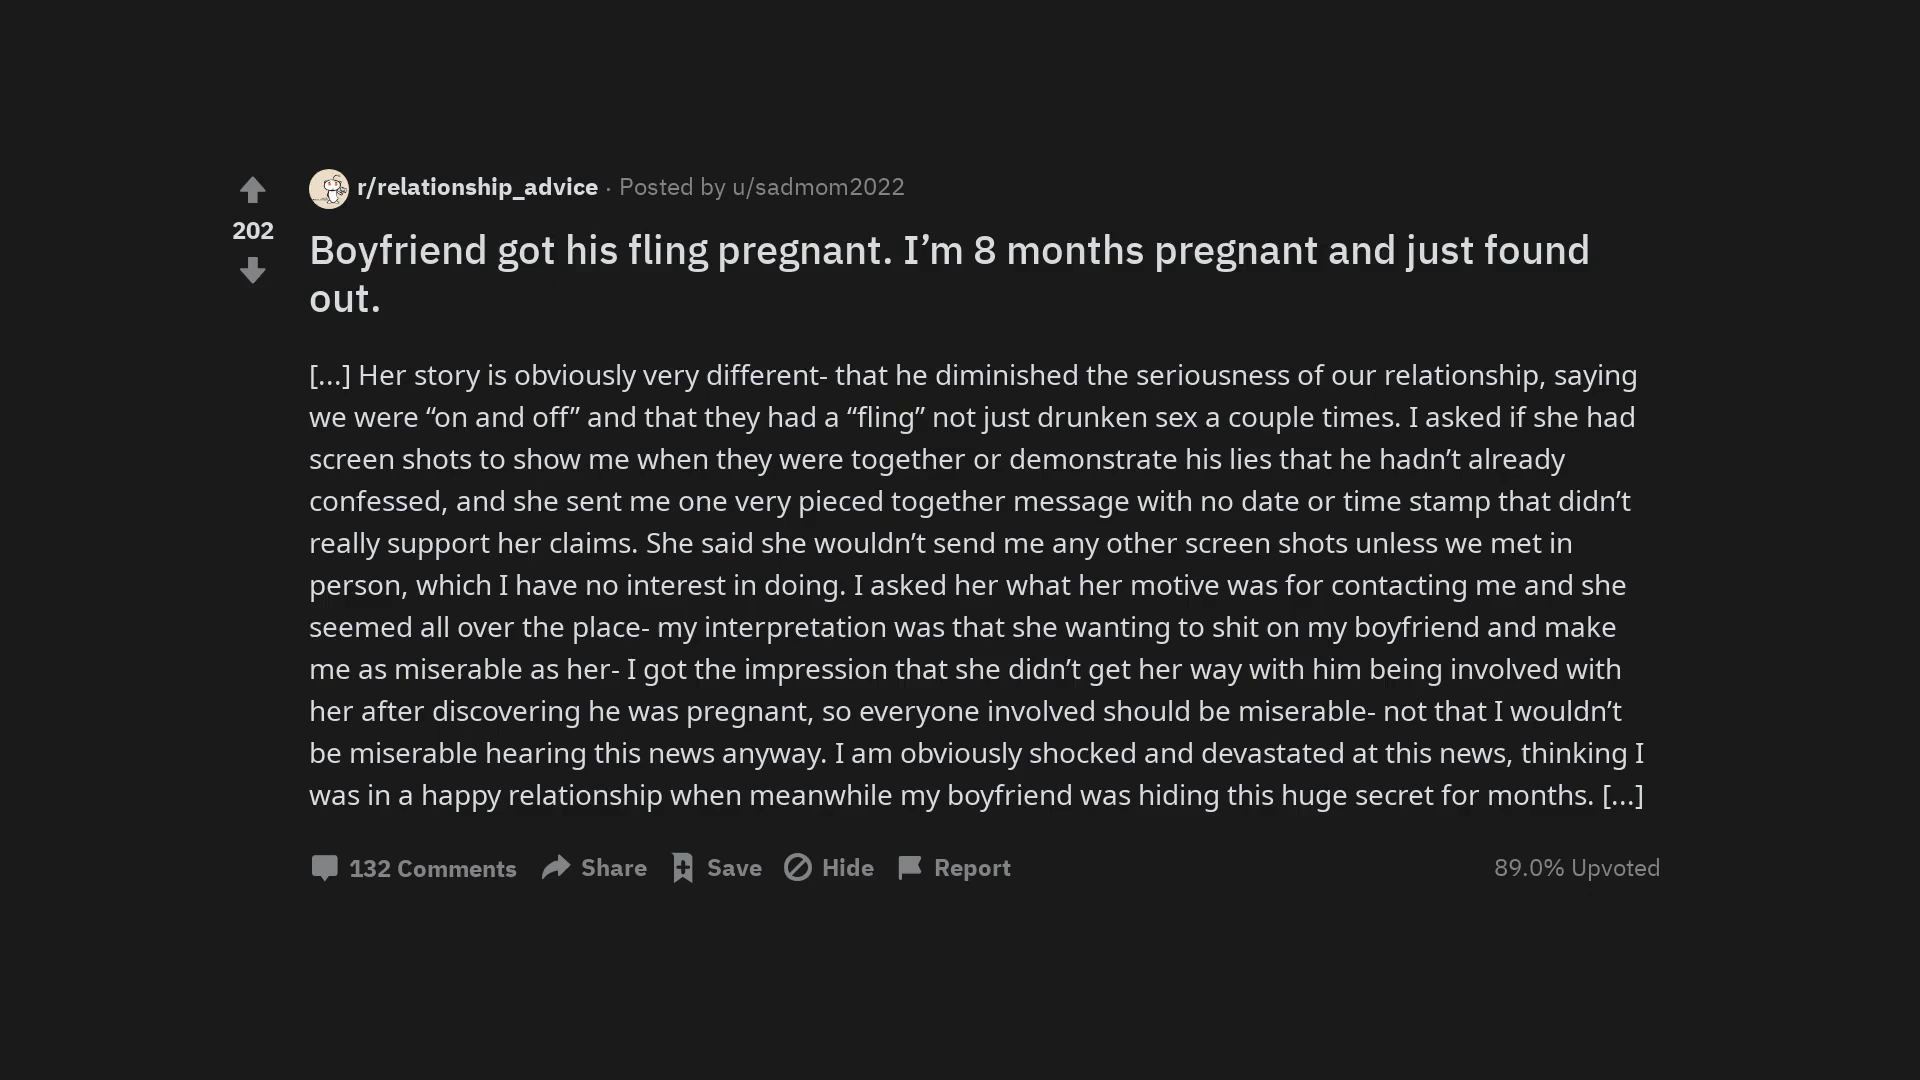 r/relationship_advice · Posted by u/sadmom2022
202
Boyfriend got his fling pregnant. I’m 8 months pregnant and just found
out.
[...] Her story is obviously very different- that he diminished the seriousness of our relationship, saying
we were “on and off” and that they had a “fling” not just drunken sex a couple times. I asked if she had
screen shots to show me when they were together or demonstrate his lies that he hadn’t already
confessed, and she sent me one very pieced together message with no date or time stamp that didn’t
really support her claims. She said she wouldn’t send me any other screen shots unless we met in
person, which I have no interest in doing. I asked her what her motive was for contacting me and she
seemed all over the place- my interpretation was that she wanting to shit on my boyfriend and make
me as miserable as her- I got the impression that she didn’t get her way with him being involved with
her after discovering he was pregnant, so everyone involved should be miserable- not that I wouldn’t
be miserable hearing this news anyway. I am obviously shocked and devastated at this news, thinking I
was in a happy relationship when meanwhile my boyfriend was hiding this huge secret for months. [...]
132 Comments Share Save Hide Report 89.0% Upvoted